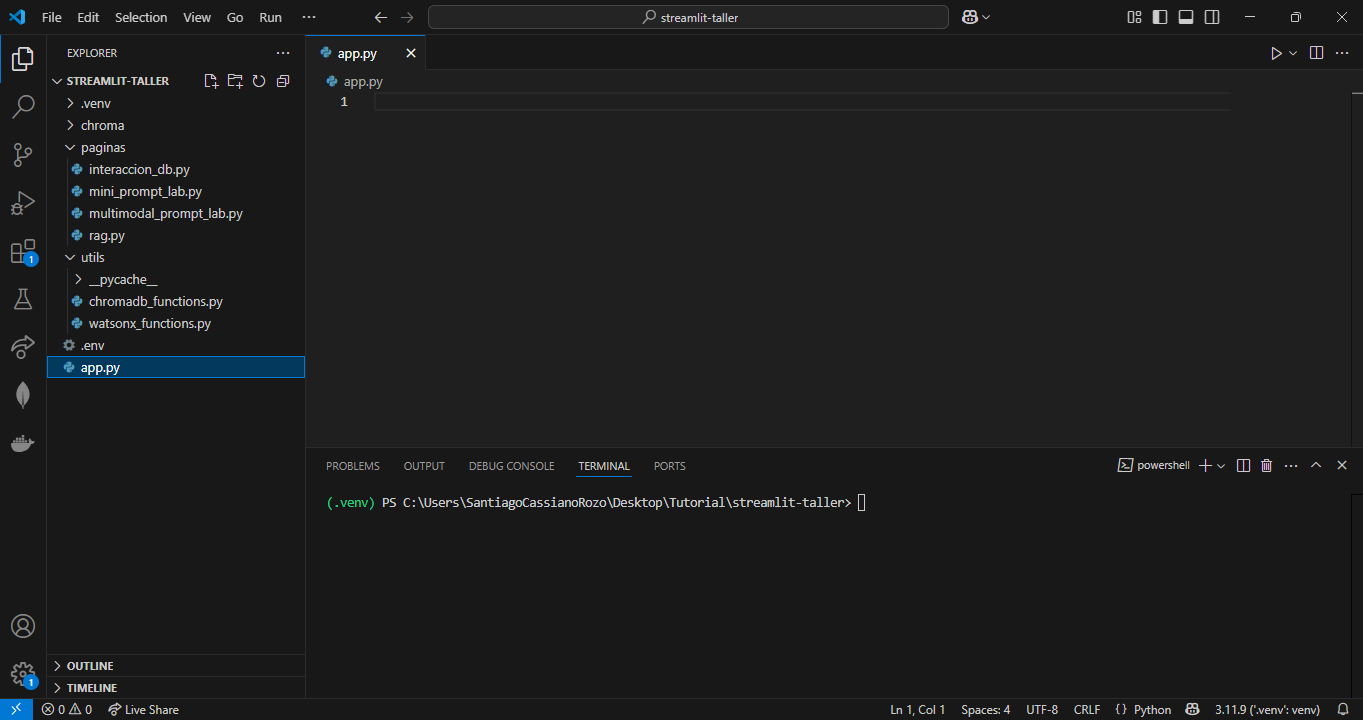 File Edit Selection View Go Run ···
streamlit-taller
EXPLORER
STREAMLIT-TALLER
.venv
chroma
paginas
interaccion_db.py
mini_prompt_lab.py
multimodal_prompt_lab.py
rag.py
utils
__pycache__
chromadb_functions.py
watsonx_functions.py
.env
app.py
OUTLINE
TIMELINE
app.py
app.py
1
PROBLEMS OUTPUT DEBUG CONSOLE TERMINAL PORTS
powershell
(.venv) PS C:\Users\SantiagoCassianoRozo\Desktop\Tutorial\streamlit-taller>
1
1
0 0 Live Share
Ln 1, Col 1 Spaces: 4 UTF-8 CRLF {} Python 3.11.9 ('.venv': venv)